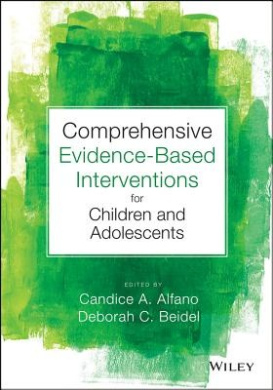 Comprehensive
Evidence-Based
Interventions
for
Children and
Adolescents
EDITED BY
Candice A. Alfano
Deborah C. Beidel
WILEY